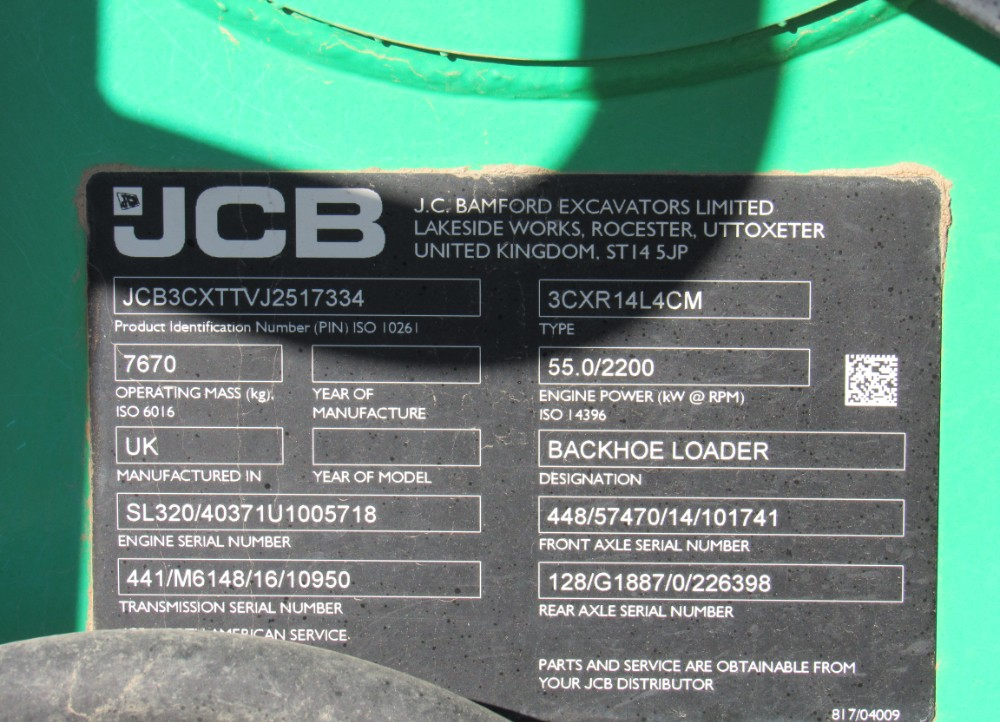 JCB
J.C. BAMFORD EXCAVATORS LIMITED
LAKESIDE WORKS, ROCESTER, UTTOXETER
UNITED KINGDOM. ST14 5JP
JCB3CXTTVJ2517334
Product Identification Number (PIN) ISO 10261
3CXR14L4CM
TYPE
7670
OPERATING MASS (kg).
ISO 6016
YEAR OF
MANUFACTURE
55.0/2200
ENGINE POWER (kW @ RPM)
ISO 14396
UK
MANUFACTURED IN
YEAR OF MODEL
BACKHOE LOADER
DESIGNATION
SL320/40371U1005718
ENGINE SERIAL NUMBER
448/57470/14/101741
FRONT AXLE SERIAL NUMBER
441/M6148/16/10950
TRANSMISSION SERIAL NUMBER
128/G1887/0/226398
REAR AXLE SERIAL NUMBER
AMERICAN SERVICE.
PARTS AND SERVICE ARE OBTAINABLE FROM
YOUR JCB DISTRIBUTOR
817/04009